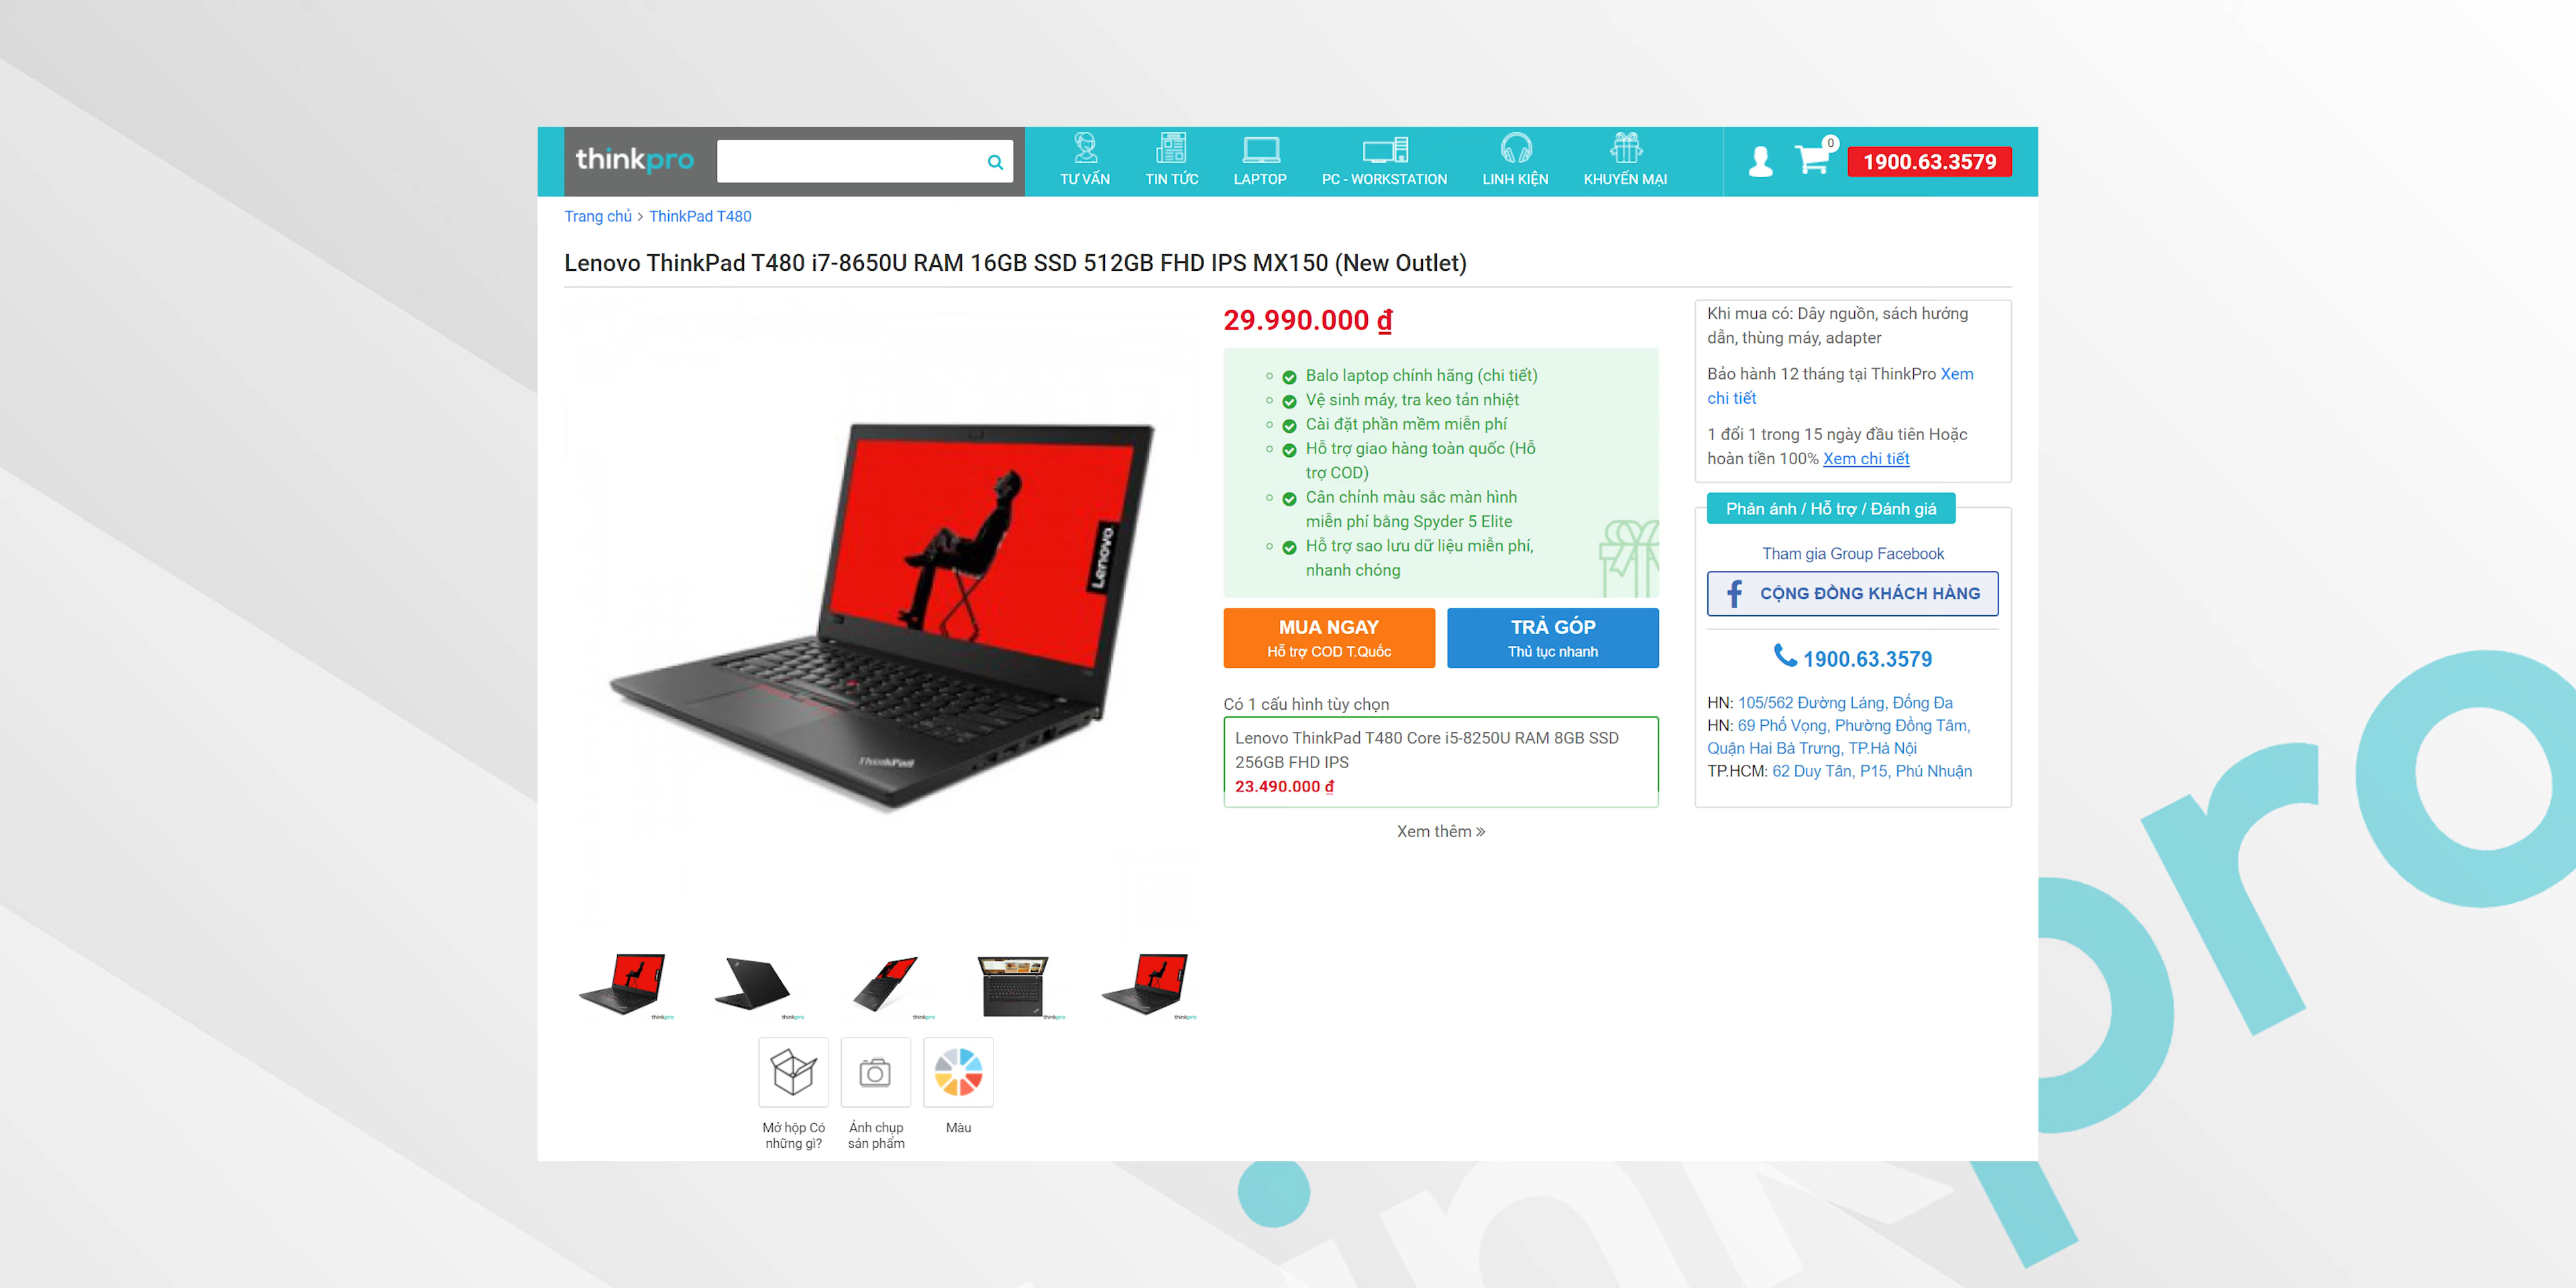 thinkpro
TƯ VẤN
TIN TỨC
LAPTOP
PC - WORKSTATION
LINH KIỆN
KHUYẾN MẠI
0
1900.63.3579
Trang chủ > ThinkPad T480
Lenovo ThinkPad T480 i7-8650U RAM 16GB SSD 512GB FHD IPS MX150 (New Outlet)
Lenovo
ThinkPad
29.990.000 ₫
Balo laptop chính hãng (chi tiết)
Vệ sinh máy, tra keo tản nhiệt
Cài đặt phần mềm miễn phí
Hỗ trợ giao hàng toàn quốc (Hỗ
trợ COD)
Cân chỉnh màu sắc màn hình
miễn phí bằng Spyder 5 Elite
Hỗ trợ sao lưu dữ liệu miễn phí,
nhanh chóng
MUA NGAY
Hỗ trợ COD T.Quốc
TRẢ GÓP
Thủ tục nhanh
Có 1 cấu hình tùy chọn
Lenovo ThinkPad T480 Core i5-8250U RAM 8GB SSD
256GB FHD IPS
23.490.000 ₫
Xem thêm »
Khi mua có: Dây nguồn, sách hướng
dẫn, thùng máy, adapter
Bảo hành 12 tháng tại ThinkPro Xem
chi tiết
1 đổi 1 trong 15 ngày đầu tiên Hoặc
hoàn tiền 100% Xem chi tiết
Phản ánh / Hỗ trợ / Đánh giá
Tham gia Group Facebook
CỘNG ĐỒNG KHÁCH HÀNG
1900.63.3579
HN: 105/562 Đường Láng, Đống Đa
HN: 69 Phố Vọng, Phường Đồng Tâm,
Quận Hai Bà Trưng, TP.Hà Nội
TP.HCM: 62 Duy Tân, P15, Phú Nhuận
thinkpro
thinkpro
thinkpro
thinkpro
thinkpro
Mở hộp Có
những gì?
Ảnh chụp
sản phẩm
Màu
inkpro